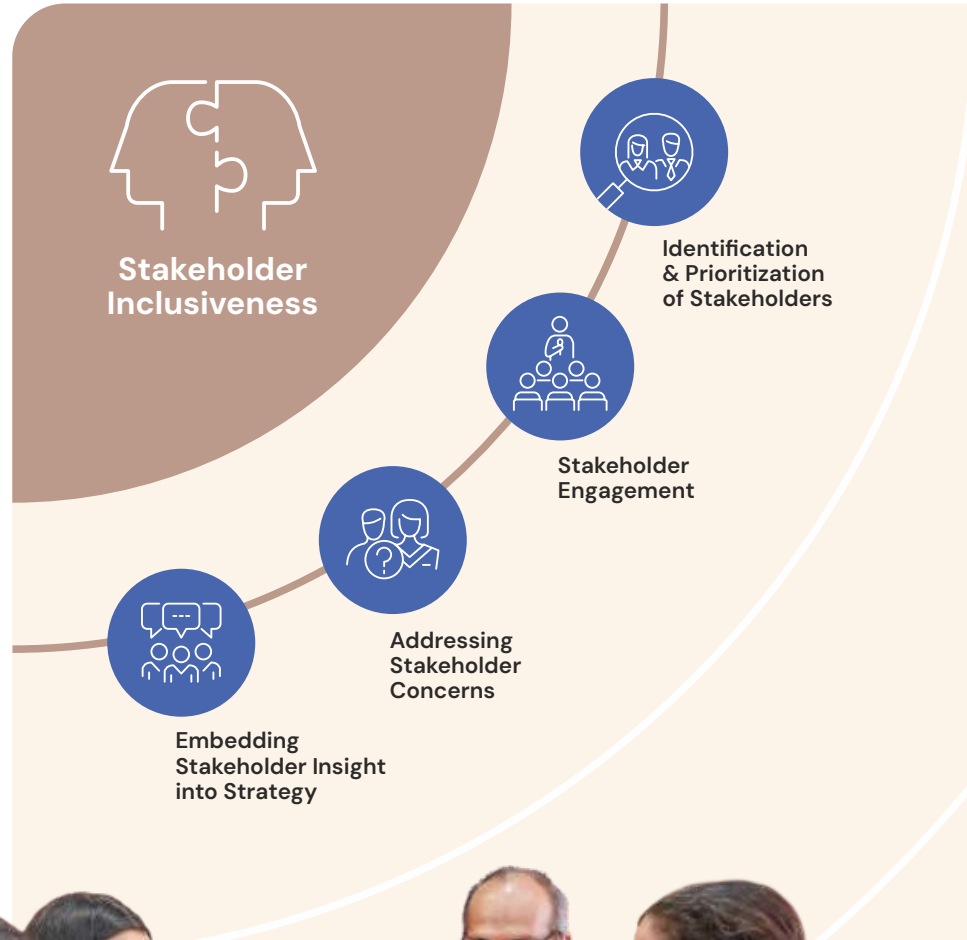 Stakeholder
Inclusiveness
Identification
& Prioritization
of Stakeholders
Stakeholder
Engagement
Addressing
Stakeholder
Concerns
Embedding
Stakeholder Insight
into Strategy